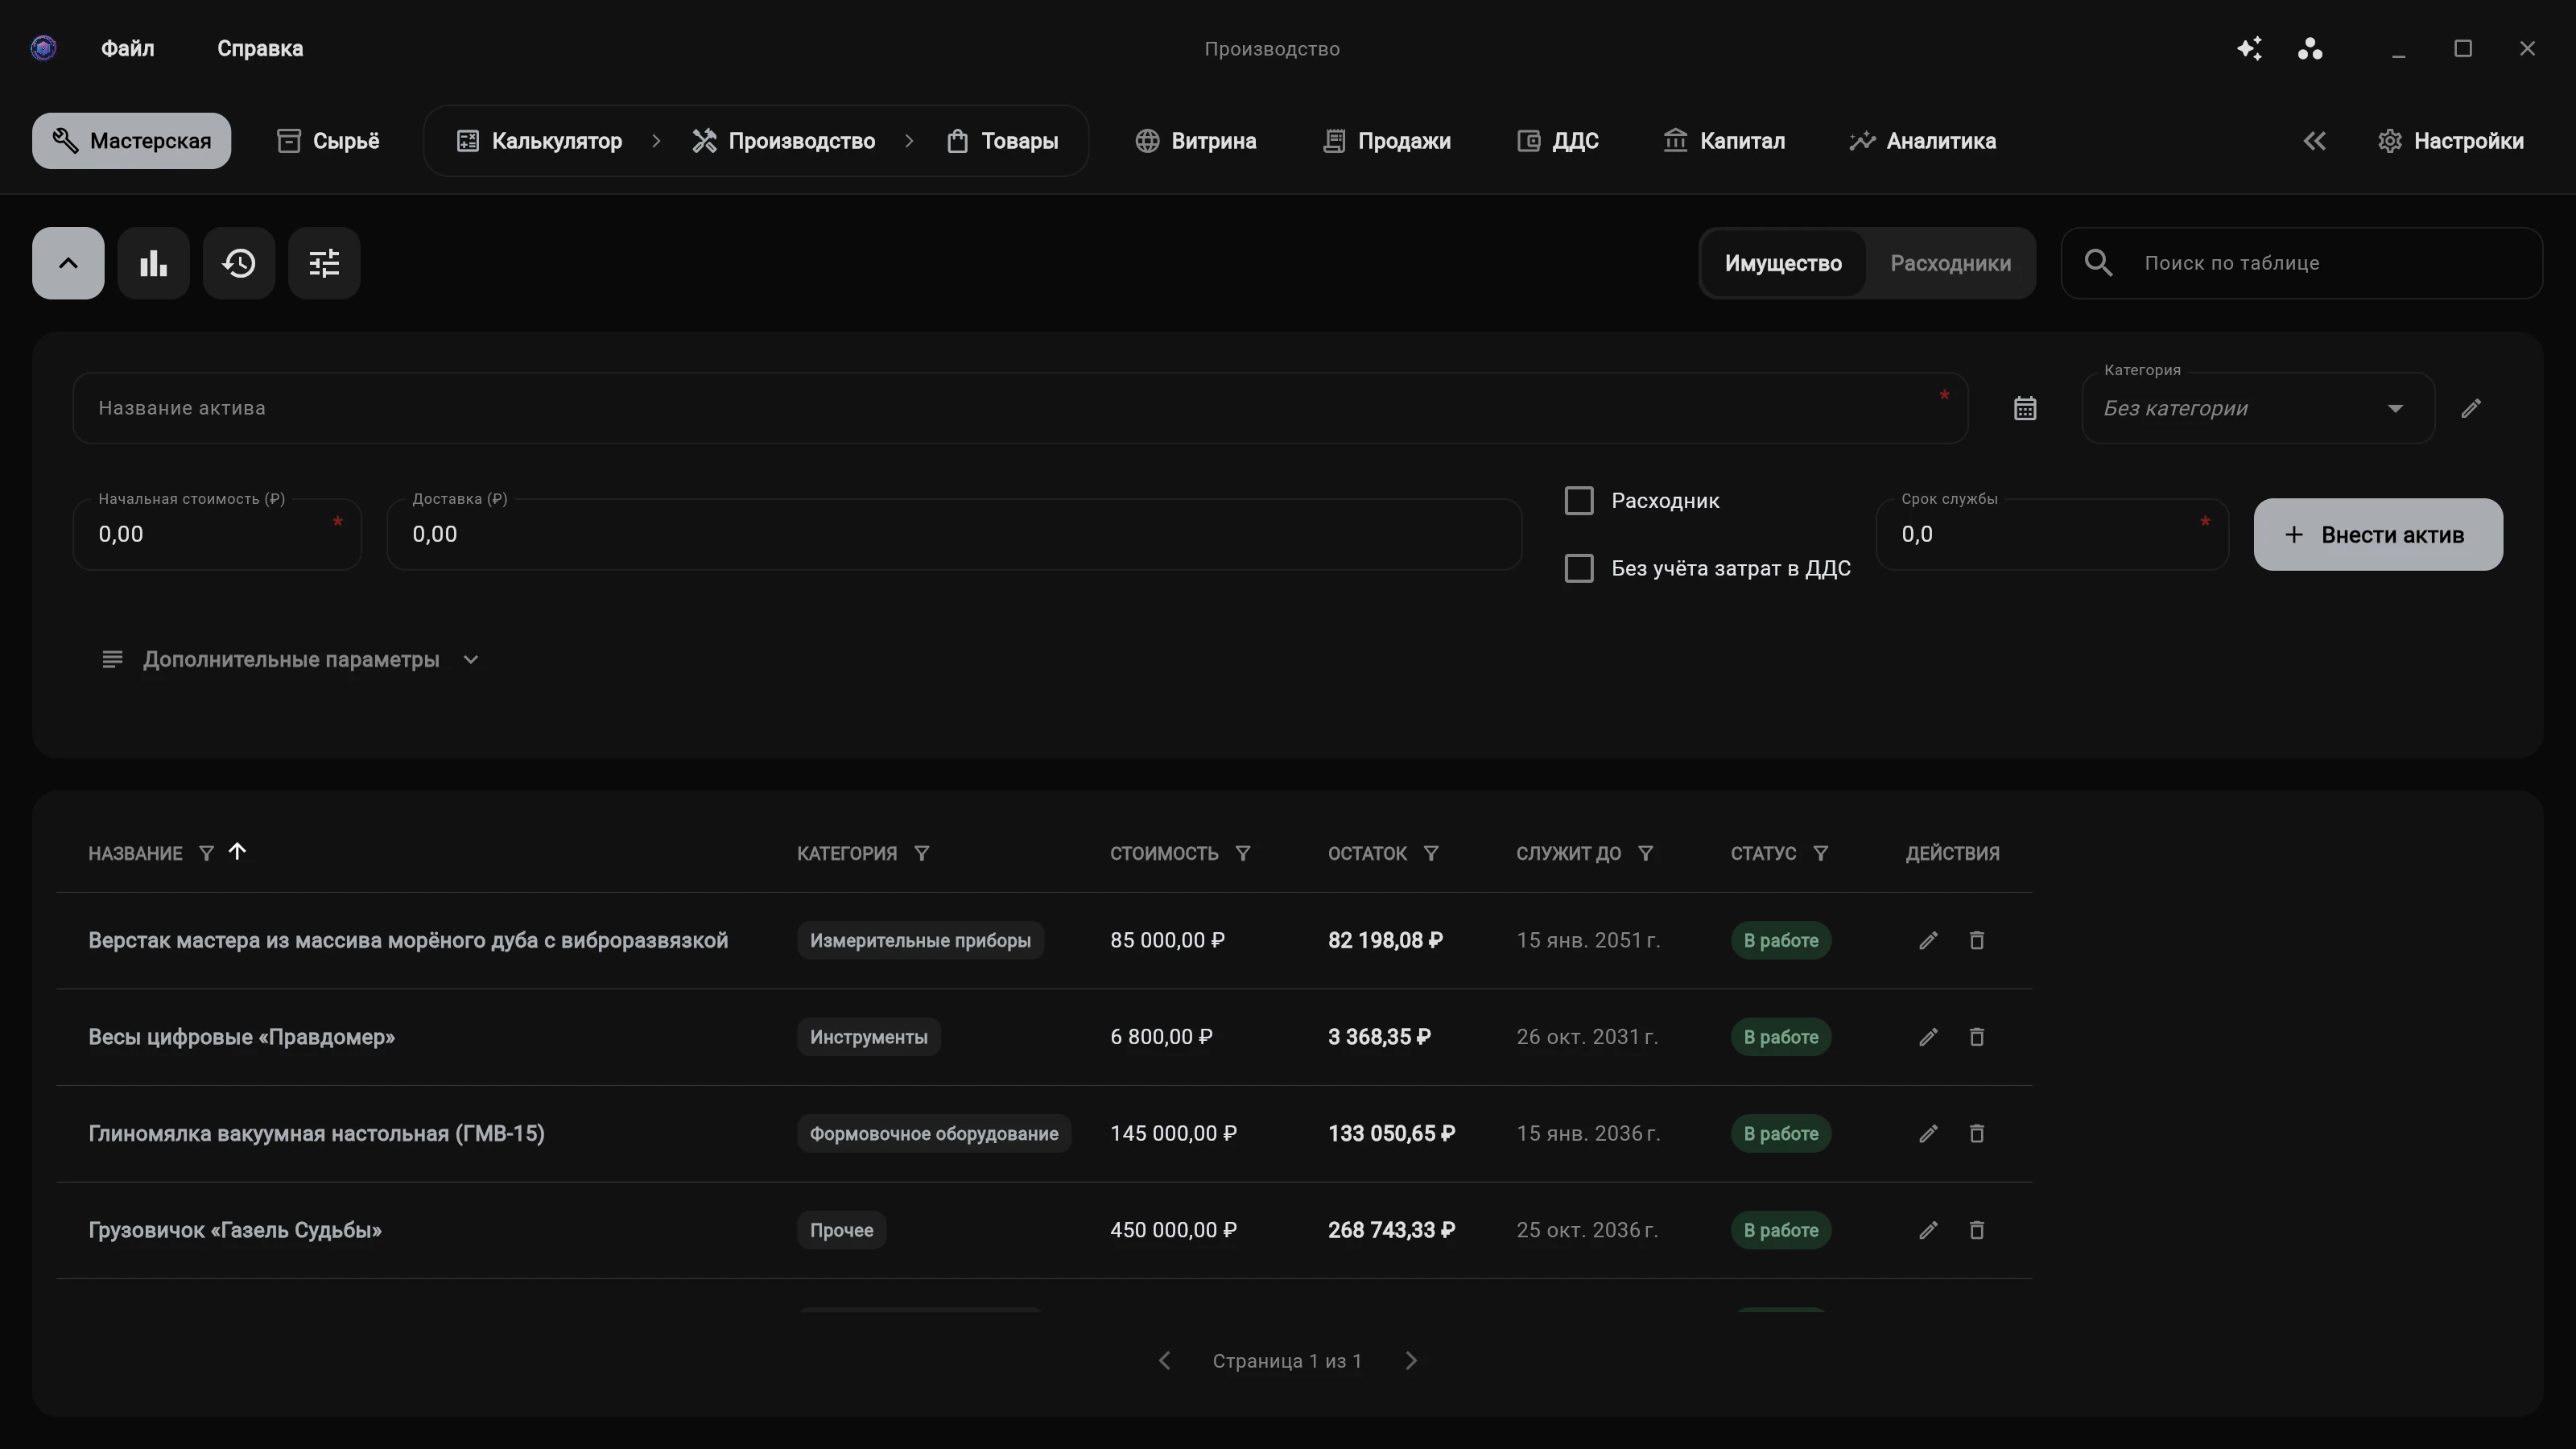 Файл Справка Производство
Мастерская Сырьё Калькулятор Производство Товары Витрина Продажи ДДС Капитал Аналитика Настройки
Имущество Расходники Поиск по таблице
Категория
Название актива * Без категории
Начальная стоимость (₽) Доставка (₽) Расходник Срок службы
0,00 * 0,00 0,0 * + Внести актив
Без учёта затрат в ДДС
Дополнительные параметры
НАЗВАНИЕ КАТЕГОРИЯ СТОИМОСТЬ ОСТАТОК СЛУЖИТ ДО СТАТУС ДЕЙСТВИЯ
Верстак мастера из массива морёного дуба с виброразвязкой Измерительные приборы 85 000,00 ₽ 82 198,08 ₽ 15 янв. 2051 г. В работе
Весы цифровые «Правдомер» Инструменты 6 800,00 ₽ 3 368,35 ₽ 26 окт. 2031 г. В работе
Глиномялка вакуумная настольная (ГМВ-15) Формовочное оборудование 145 000,00 ₽ 133 050,65 ₽ 15 янв. 2036 г. В работе
Грузовичок «Газель Судьбы» Прочее 450 000,00 ₽ 268 743,33 ₽ 25 окт. 2036 г. В работе
Страница 1 из 1